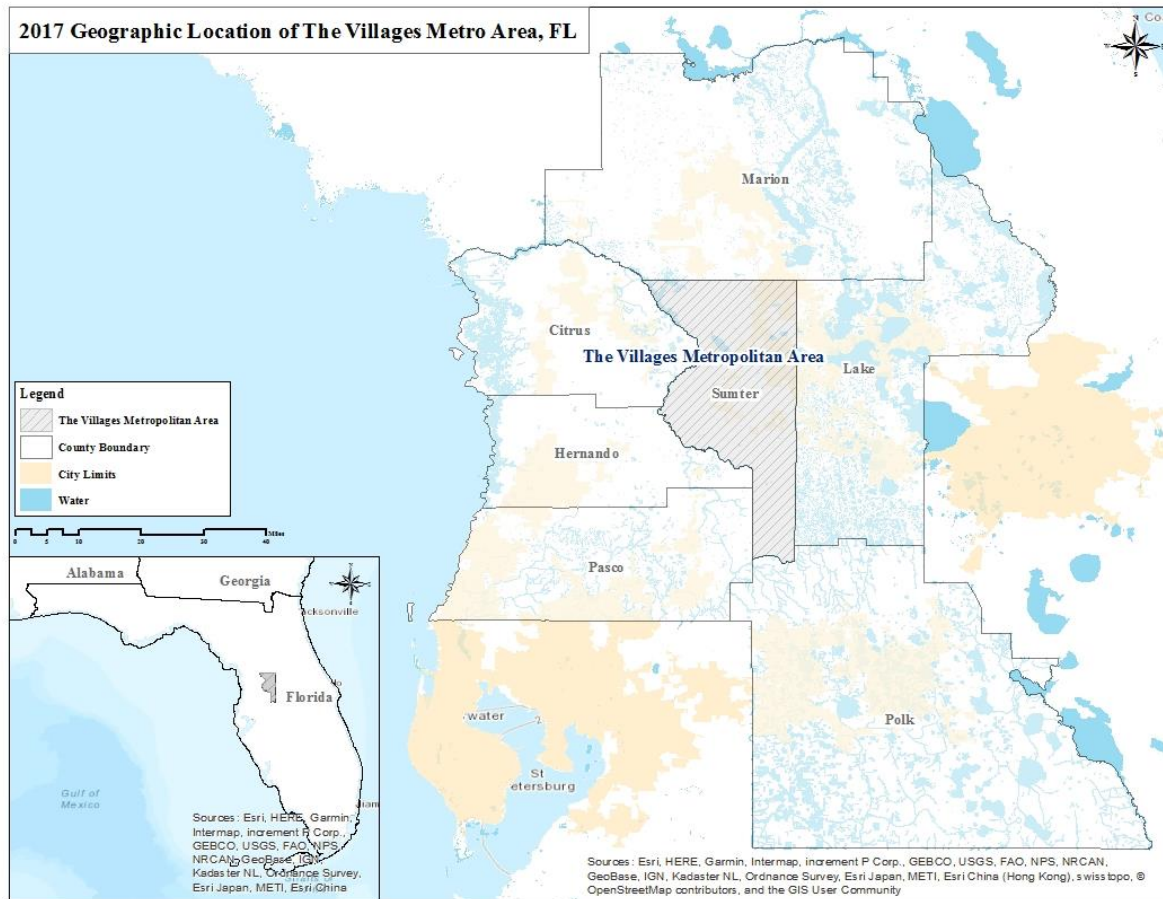 2017 Geographic Location of The Villages Metro Area, FL
Co
Marion
Citrus
The Villages Metropolitan Area
Lake
Sumter
Hernando
Pasco
Polk
water
2
St
etersburg
Legend
The Villages Metropolitan Area
County Boundary
City Limits
Water
Miles
0 5 10 20 30 40
Alabama
Georgia
acksonville
Florida
Gulf of
Mexico
Sources: Esri, HERE, Garmin,
Intermap, increment P Corp.,
GEBCO, USGS, FAO, NPS,
NRCAN, GeoBase, IGN,
Kadaster NL, Ordnance Survey,
Esri Japan, METI, Esri China
Sources: Esri, HERE, Garmin, Intermap, increment P Corp., GEBCO, USGS, FAO, NPS, NRCAN,
GeoBase, IGN, Kadaster NL, Ordnance Survey, Esri Japan, METI, Esri China (Hong Kong), swisstopo, ©
OpenStreetMap contributors, and the GIS User Community